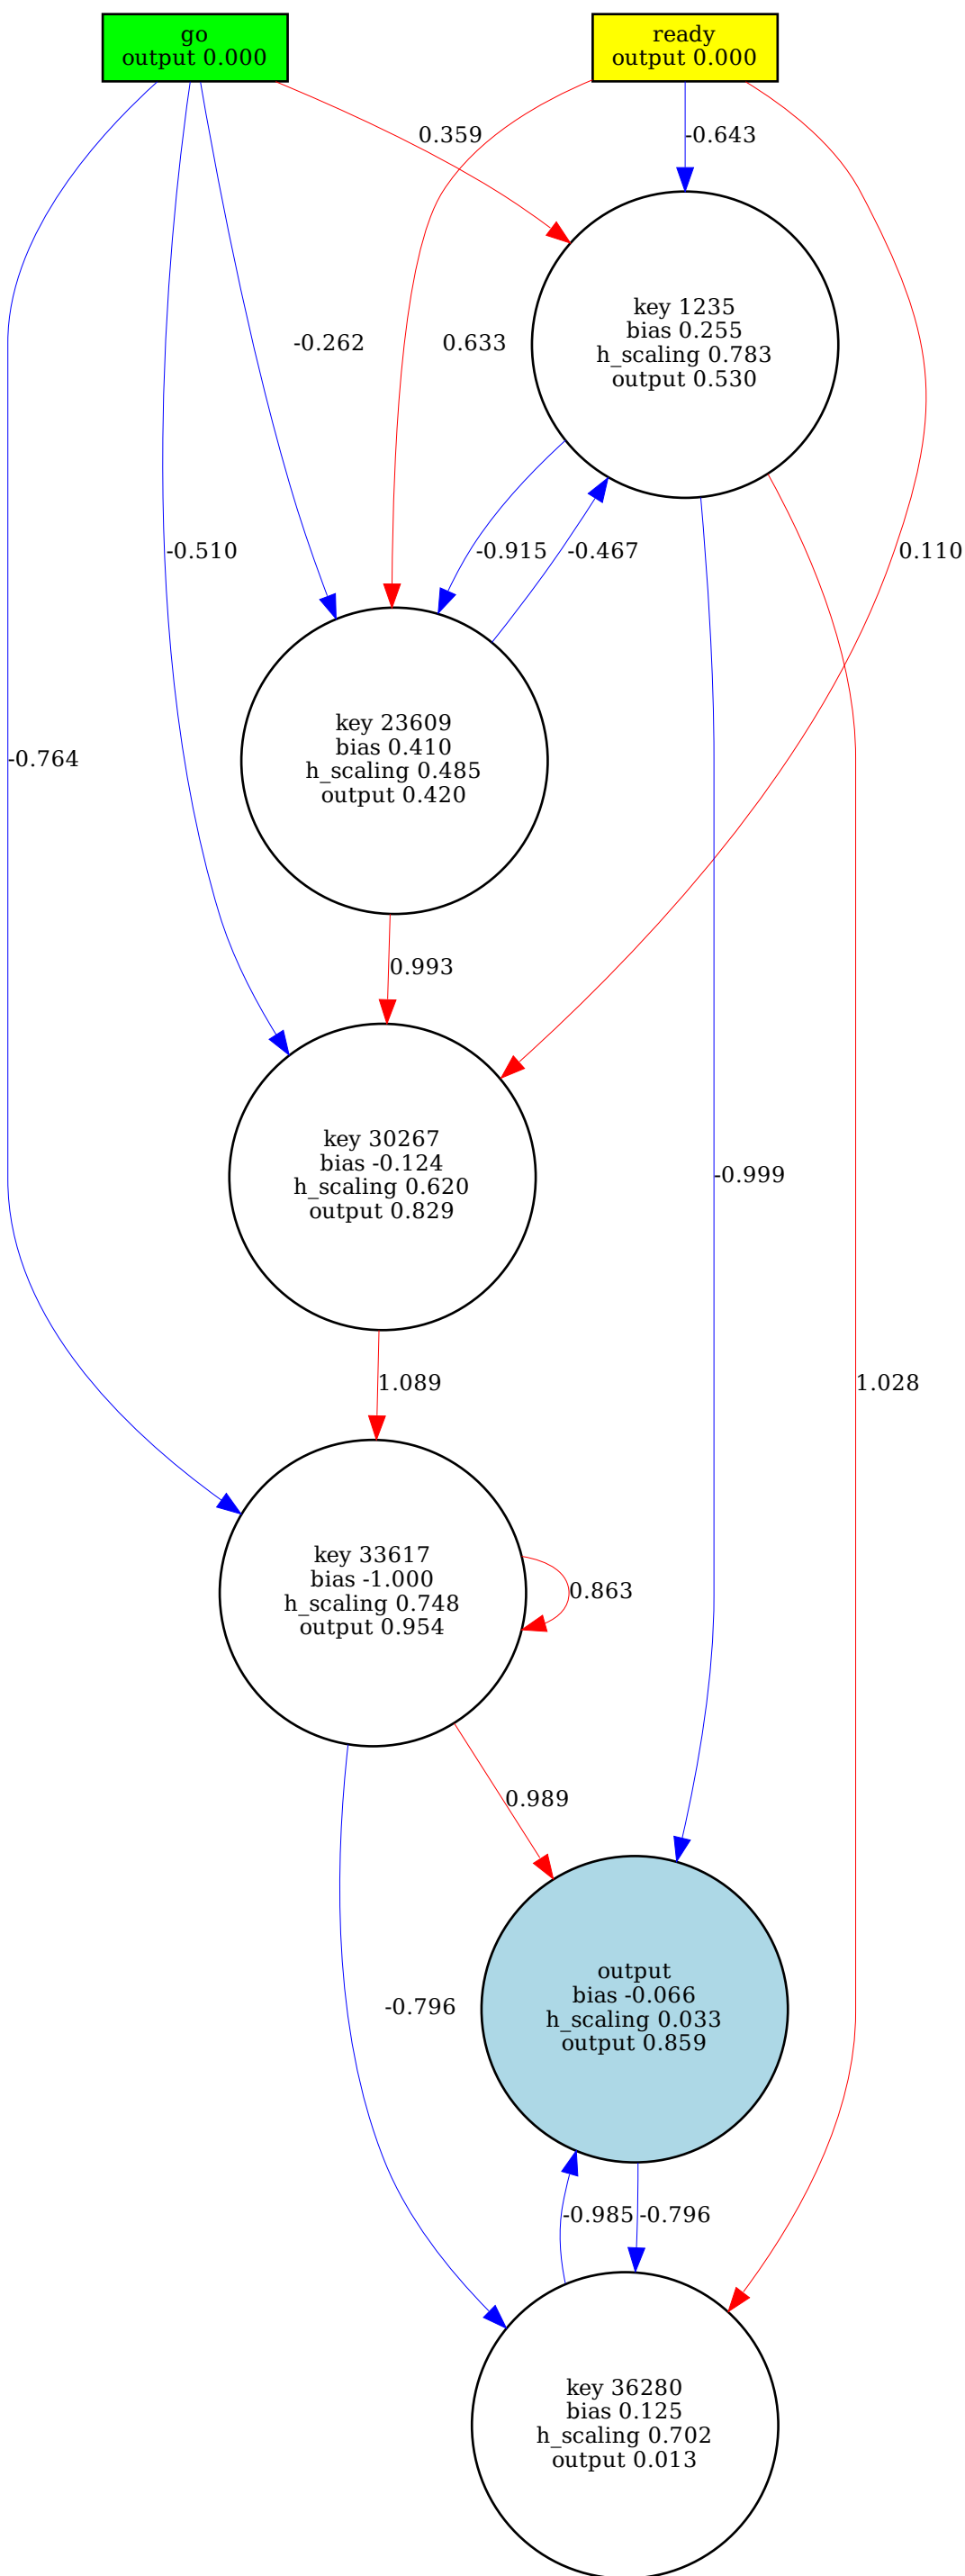 go
output 0.000
ready
output 0.000
0.359
-0.643
key 1235
bias 0.255
h_scaling 0.783
output 0.530
-0.262
0.633
-0.510
-0.915
-0.467
0.110
key 23609
bias 0.410
h_scaling 0.485
output 0.420
-0.764
0.993
key 30267
bias -0.124
h_scaling 0.620
output 0.829
-0.999
1.089
1.028
key 33617
bias -1.000
h_scaling 0.748
output 0.954
0.863
0.989
output
bias -0.066
h_scaling 0.033
output 0.859
-0.796
-0.985
-0.796
key 36280
bias 0.125
h_scaling 0.702
output 0.013